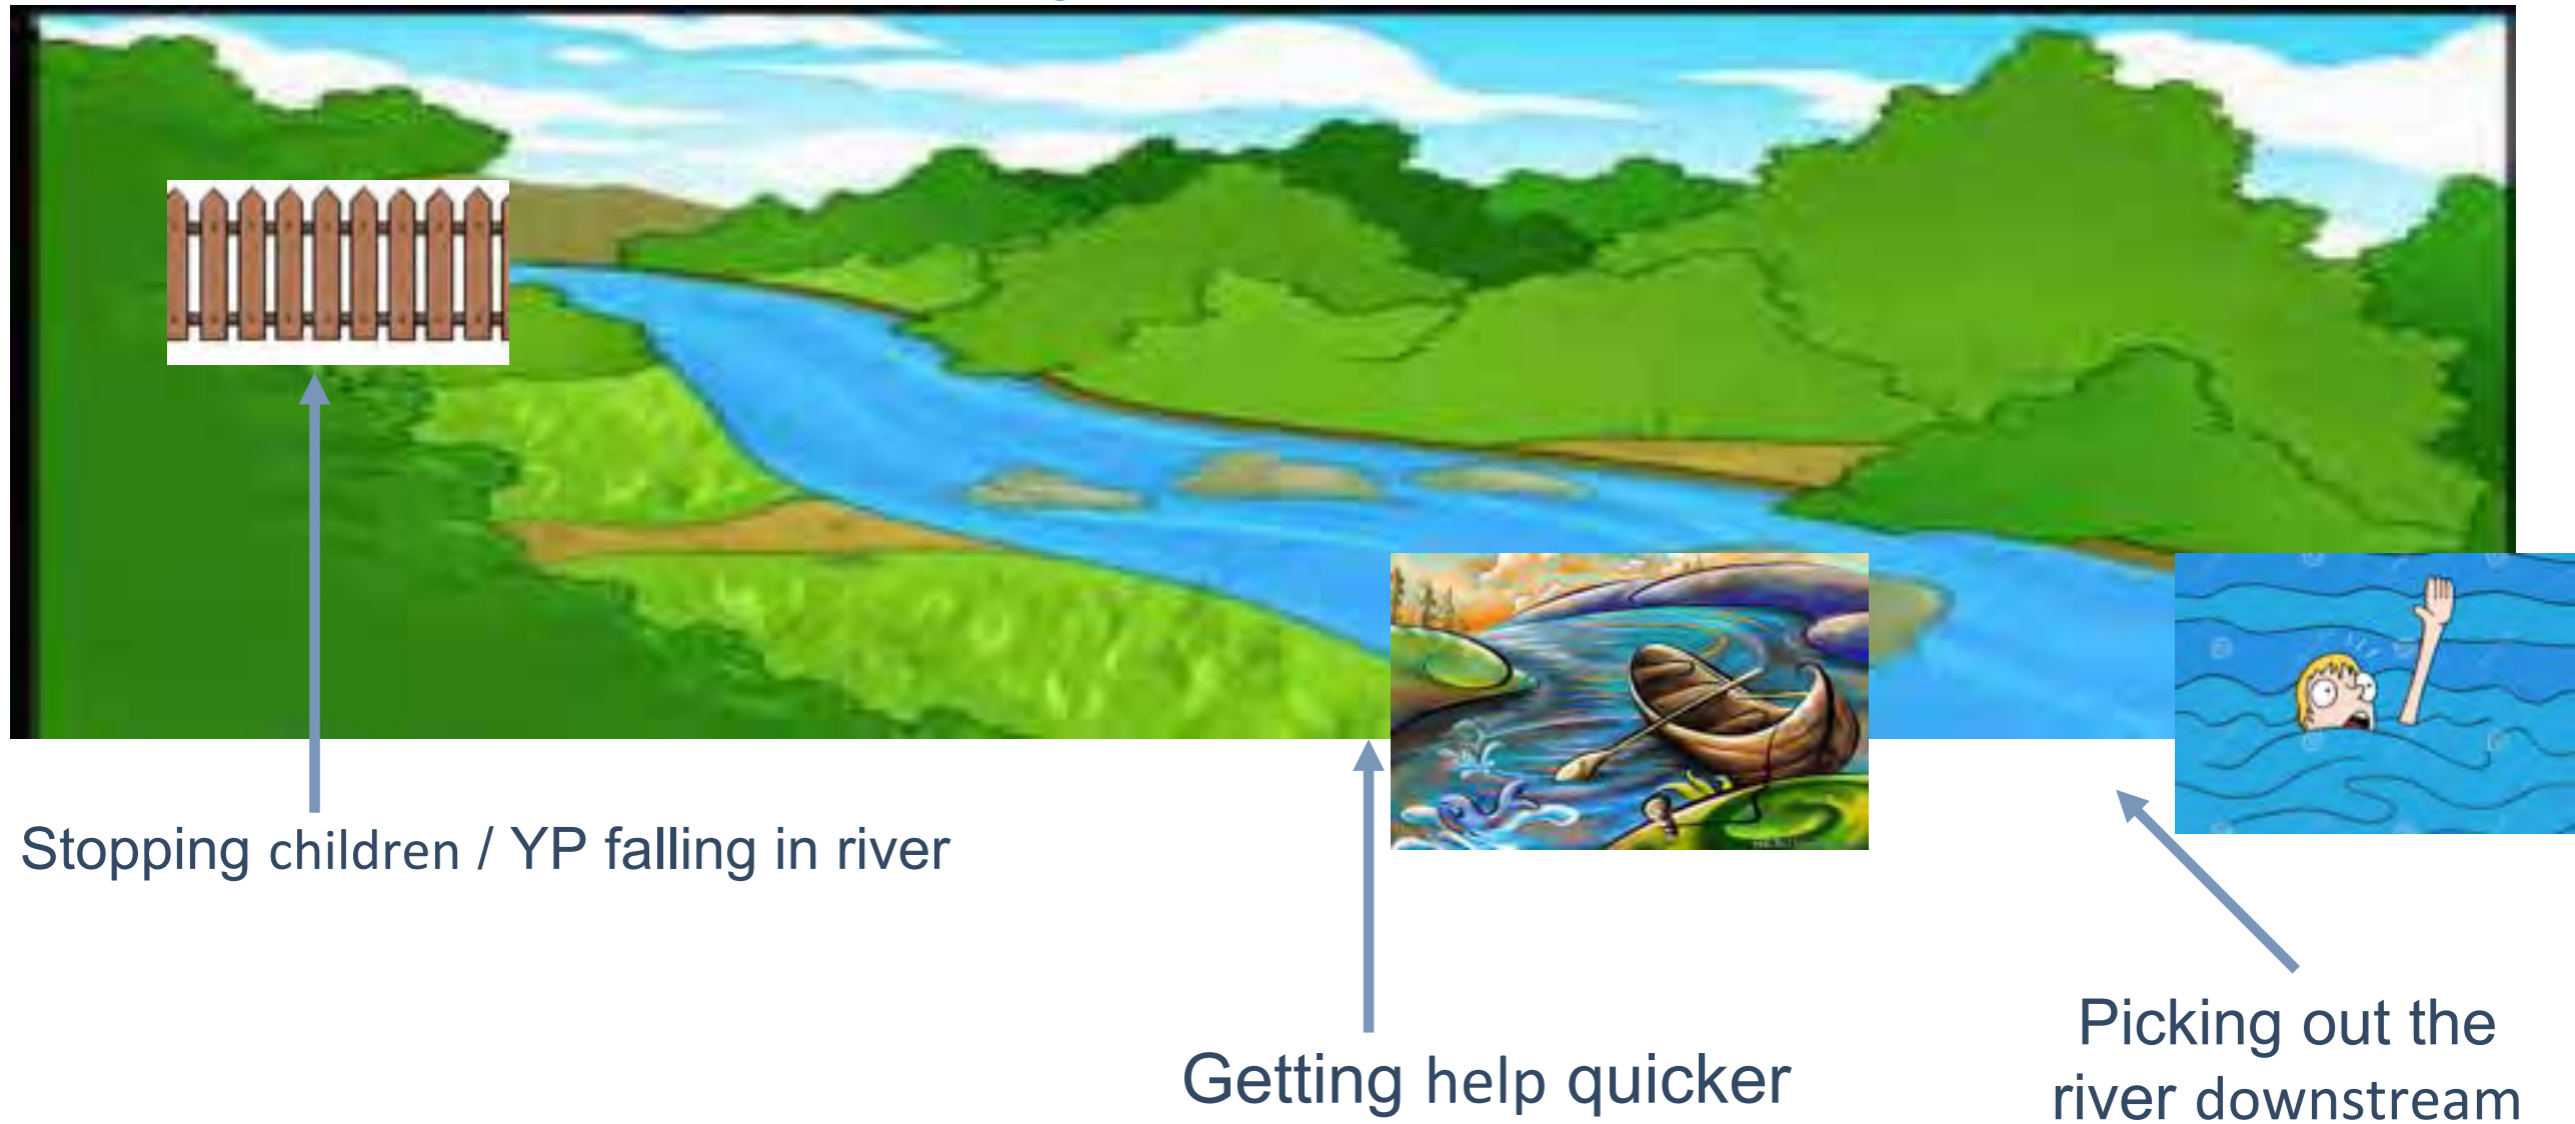 Stopping children / YP falling in river
Getting help quicker
Picking out the
river downstream